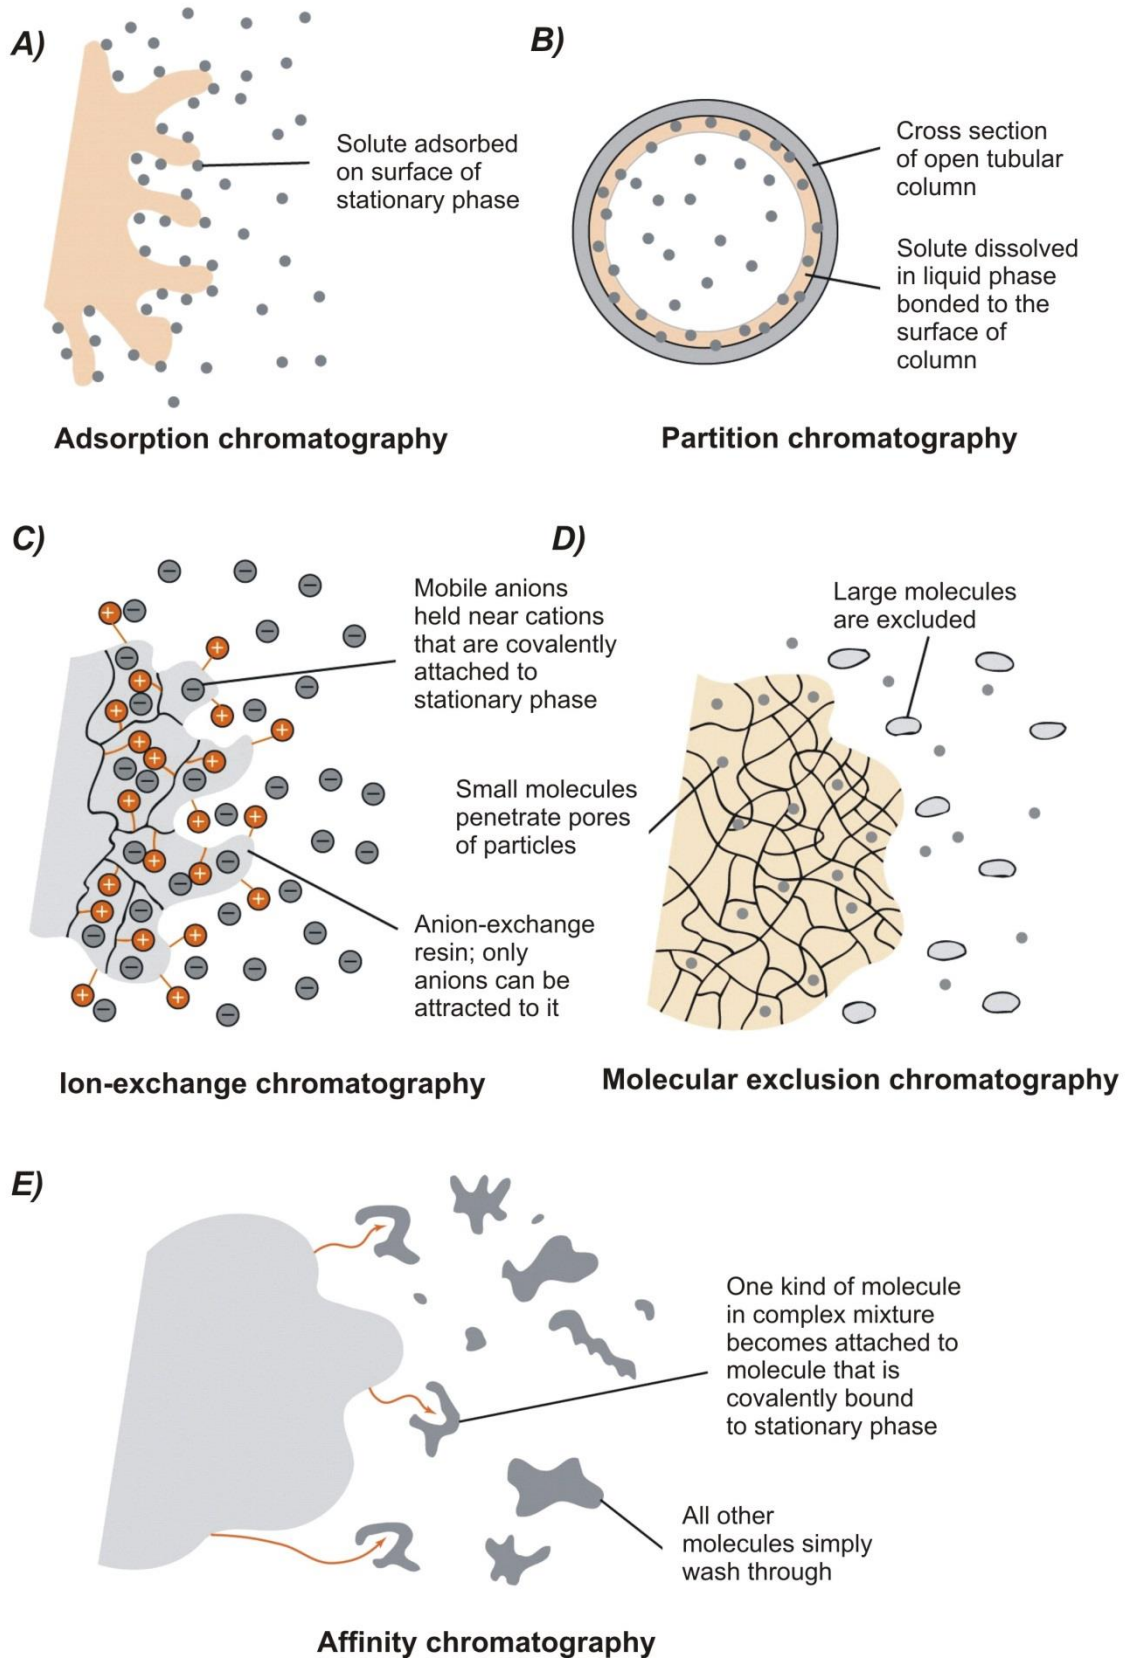 A)
Solute adsorbed
on surface of
stationary phase
Adsorption chromatography
B)
Cross section
of open tubular
column
Solute dissolved
in liquid phase
bonded to the
surface of
column
Partition chromatography
C)
Mobile anions
held near cations
that are covalently
attached to
stationary phase
Anion-exchange
resin; only
anions can be
attracted to it
Ion-exchange chromatography
D)
Large molecules
are excluded
Small molecules
penetrate pores
of particles
Molecular exclusion chromatography
E)
One kind of molecule
in complex mixture
becomes attached to
molecule that is
covalently bound
to stationary phase
All other
molecules simply
wash through
Affinity chromatography